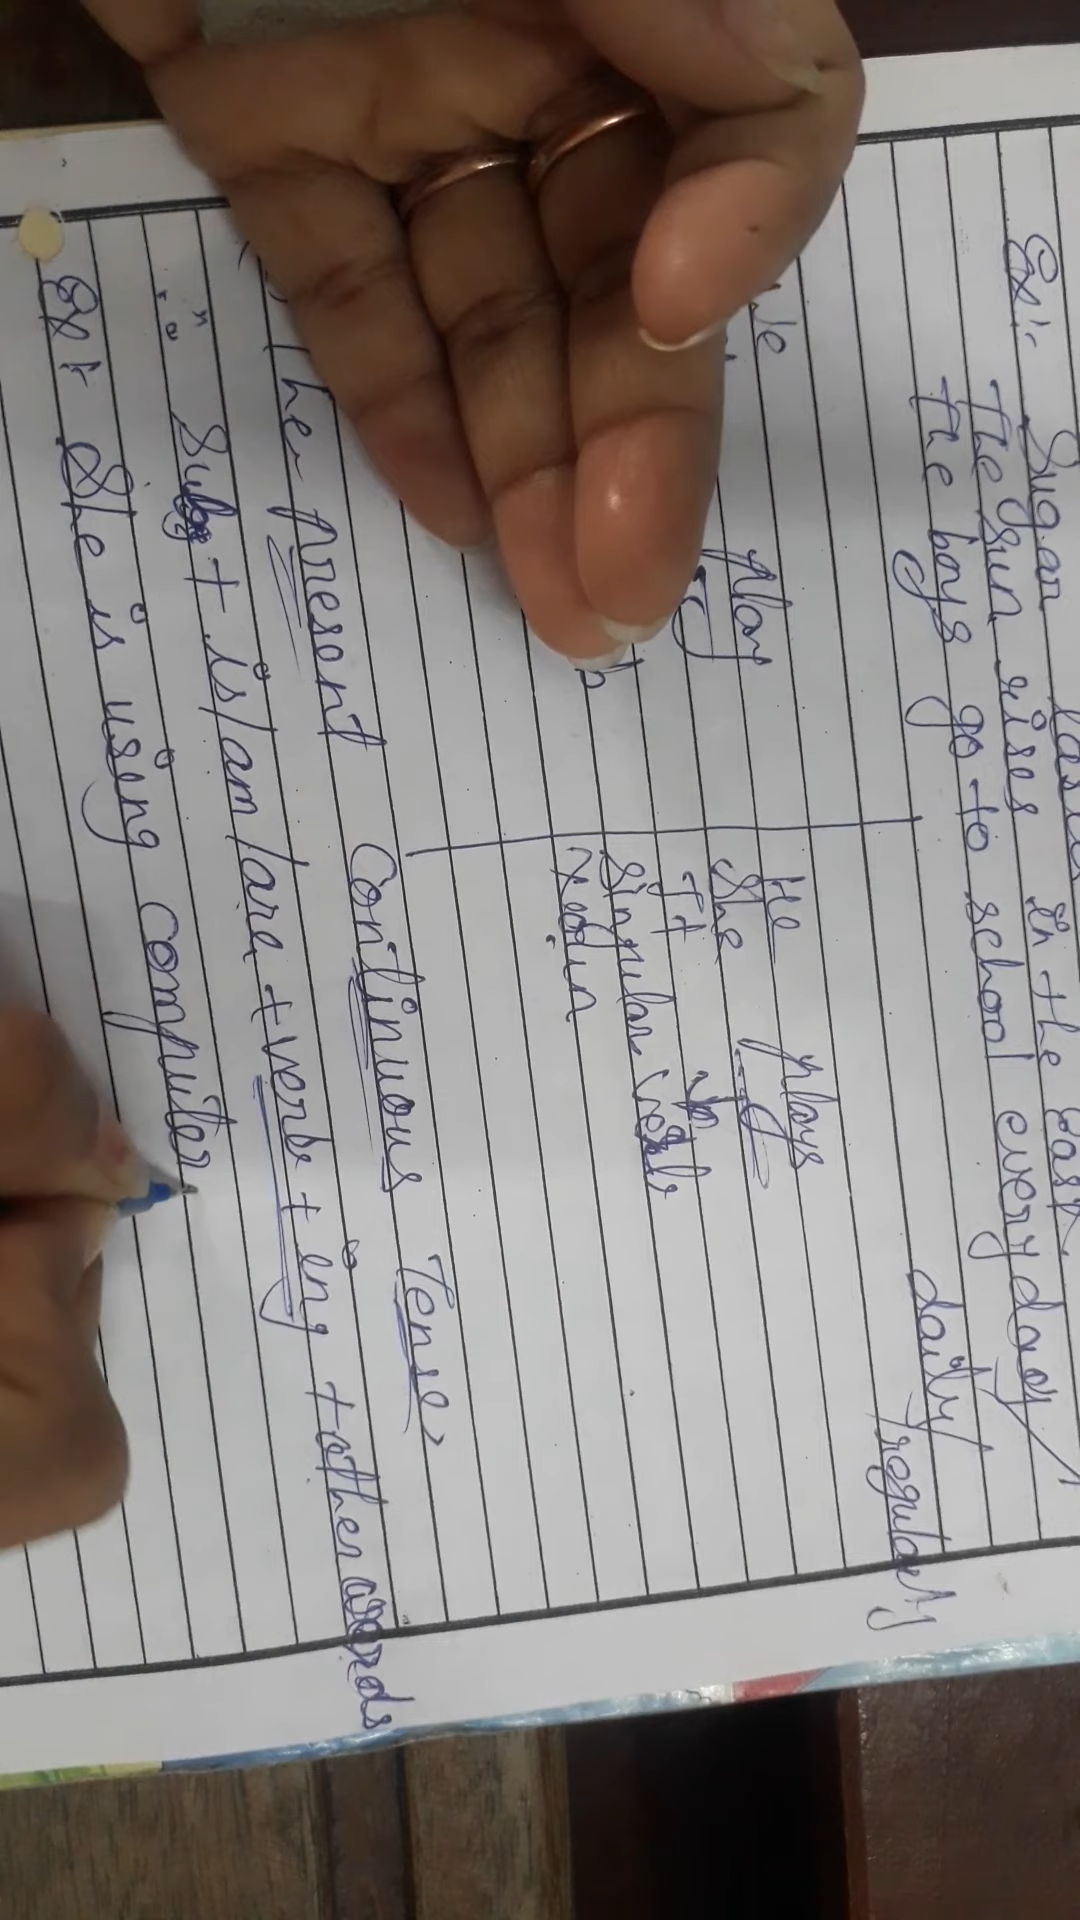 Ex:- Sugar
The Sun rises in the east.
the boys go to school everyday/
daily/
regularly
play
He plays
She
It
Singular verb
The Present Continuous Tense
Sub + is/am/are + verb + ing + other words
Ex:- She is using computer